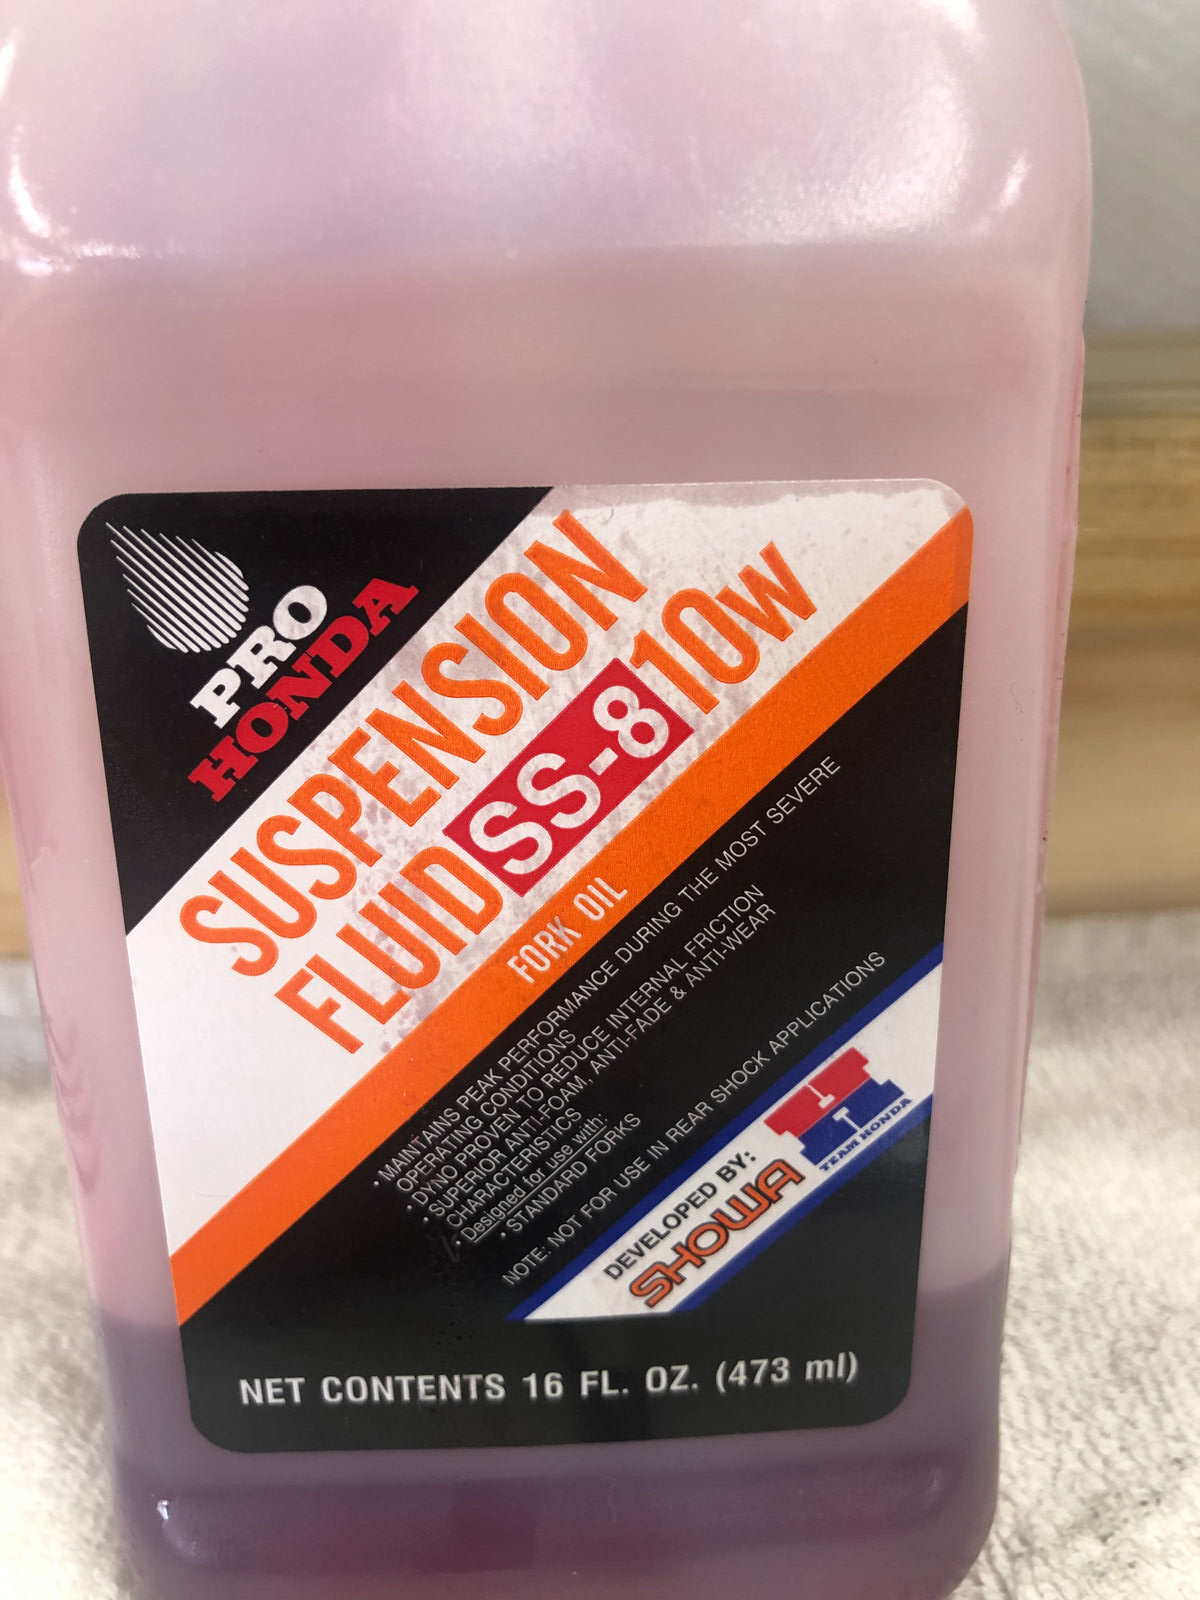 PRO
HONDA
SUSPENSION
FLUID SS-8 10w
FORK OIL
• MAINTAINS PEAK PERFORMANCE DURING THE MOST SEVERE
OPERATING CONDITIONS
• DYNO PROVEN TO REDUCE INTERNAL FRICTION
• SUPERIOR ANTI-FOAM, ANTI-FADE & ANTI-WEAR
CHARACTERISTICS
• Designed for use with:
• STANDARD FORKS
NOTE: NOT FOR USE IN REAR SHOCK APPLICATIONS
DEVELOPED BY:
SHOWA
H
TEAM HONDA
NET CONTENTS 16 FL. OZ. (473 ml)